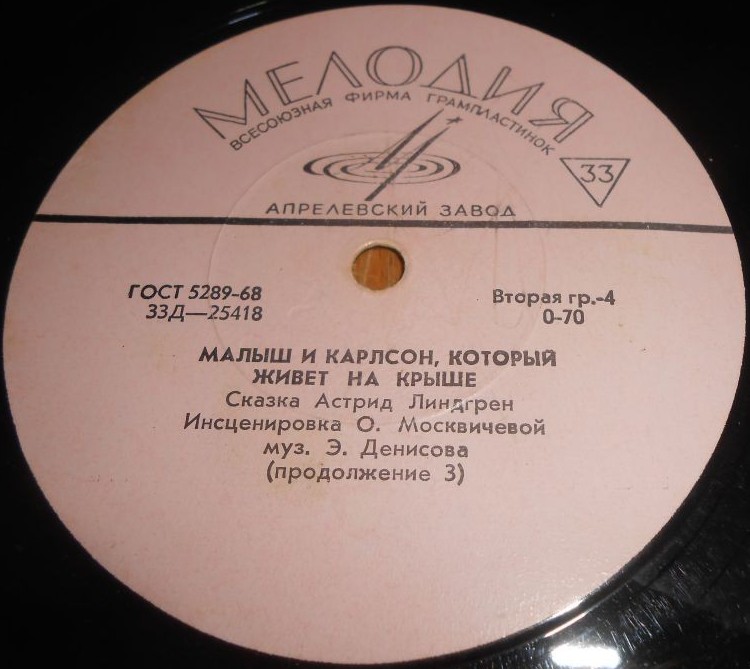 МЕЛОДИЯ
ВСЕСОЮЗНАЯ ФИРМА ГРАМПЛАСТИНОК
33
АПРЕЛЕВСКИЙ ЗАВОД
ГОСТ 5289-68
33Д—25418
Вторая гр.-4
0-70
МАЛЫШ И КАРЛСОН, КОТОРЫЙ
ЖИВЕТ НА КРЫШЕ
Сказка Астрид Линдгрен
Инсценировка О. Москвичевой
муз. Э. Денисова
(продолжение 3)